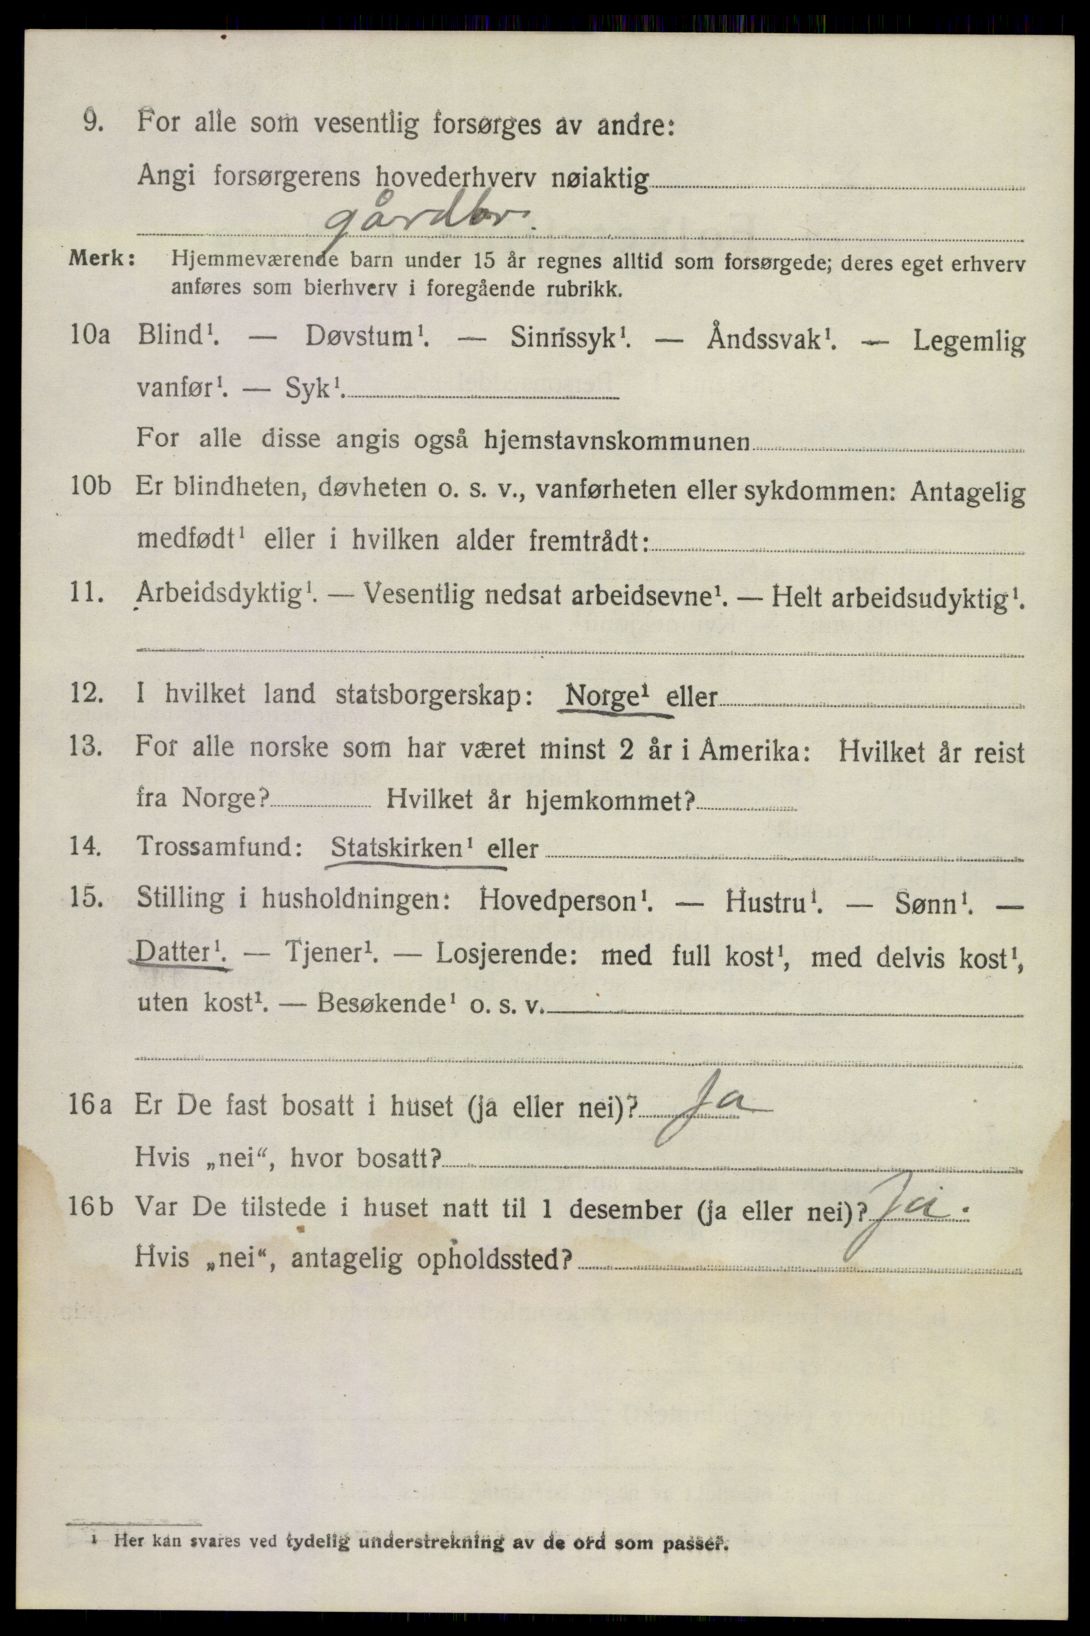 9. For alle som vesentlig forsørges av andre:
Angi forsørgerens hovederhverv nøiaktig
gårdbr.
Merk: Hjemmeværende barn under 15 år regnes alltid som forsørgede; deres eget erhverv
anføres som bierhverv i foregående rubrikk.
10a Blind¹. — Døvstum¹. — Sinnssyk¹. — Åndssvak¹. — Legemlig
vanfør¹. — Syk¹.
For alle disse angis også hjemstavnskommunen
10b Er blindheten, døvheten o. s. v., vanførheten eller sykdommen: Antagelig
medfødt¹ eller i hvilken alder fremtrådt:
11. Arbeidsdyktig¹. — Vesentlig nedsat arbeidsevne¹. — Helt arbeidsudyktig¹.
12. I hvilket land statsborgerskap: Norge¹ eller
13. For alle norske som har været minst 2 år i Amerika: Hvilket år reist
fra Norge? Hvilket år hjemkommet?
14. Trossamfund: Statskirken¹ eller
15. Stilling i husholdningen: Hovedperson¹. — Hustru¹. — Sønn¹. —
Datter¹. — Tjener¹. — Losjerende: med full kost¹, med delvis kost¹,
uten kost¹. — Besøkende¹ o. s. v.
16a Er De fast bosatt i huset (ja eller nei)? Ja
Hvis „nei“, hvor bosatt?
16b Var De tilstede i huset natt til 1 desember (ja eller nei)? Ja.
Hvis „nei“, antagelig opholdssted?
¹ Her kan svares ved tydelig understrekning av de ord som passer.